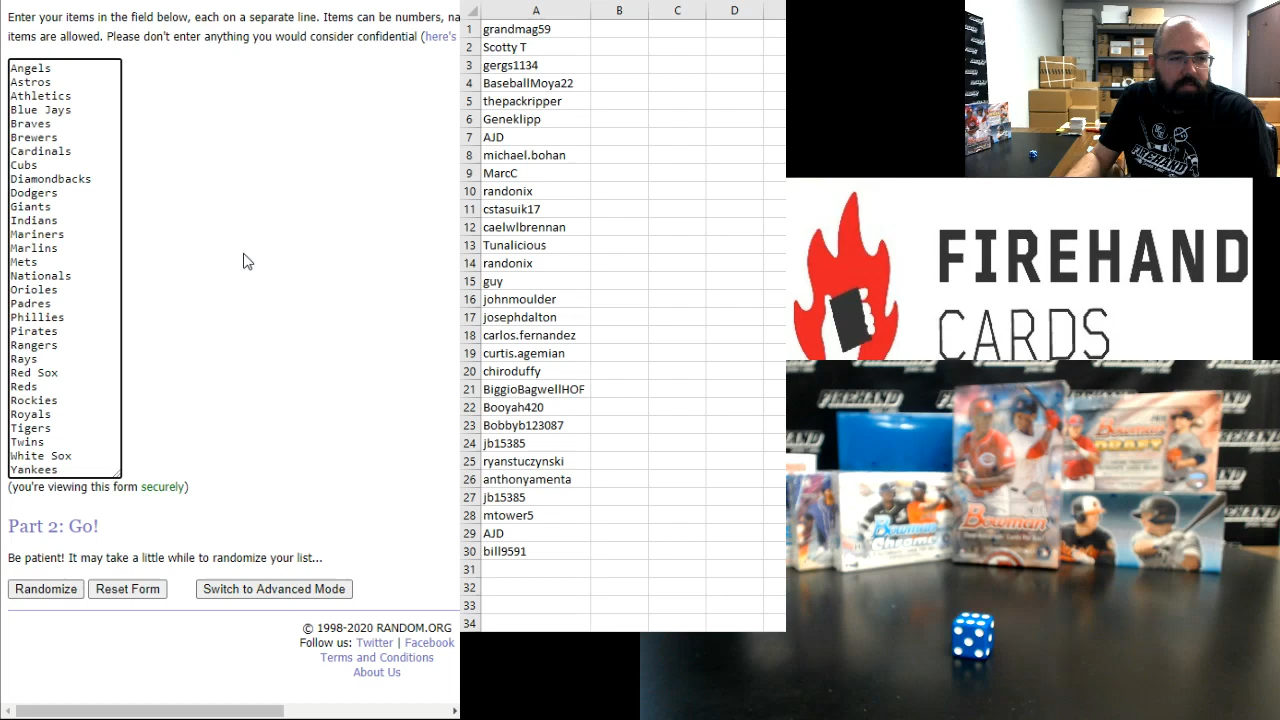 Enter your items in the field below, each on a separate line. Items can be numbers, na
items are allowed. Please don't enter anything you would consider confidential (here's
Angels
Astros
Athletics
Blue Jays
Braves
Brewers
Cardinals
Cubs
Diamondbacks
Dodgers
Giants
Indians
Mariners
Marlins
Mets
Nationals
Orioles
Padres
Phillies
Pirates
Rangers
Rays
Red Sox
Reds
Rockies
Royals
Tigers
Twins
White Sox
Yankees
(you're viewing this form securely)
Part 2: Go!
Be patient! It may take a little while to randomize your list...
Randomize
Reset Form
Switch to Advanced Mode
© 1998-2020 RANDOM.ORG
Follow us: Twitter | Facebook
Terms and Conditions
About Us
A B C D
1 grandmag59
2 Scotty T
3 gergs1134
4 BaseballMoya22
5 thepackripper
6 Geneklipp
7 AJD
8 michael.bohan
9 MarcC
10 randonix
11 cstasuik17
12 caelwlbrennan
13 Tunalicious
14 randonix
15 guy
16 johnmoulder
17 josephdalton
18 carlos.fernandez
19 curtis.agemian
20 chiroduffy
21 BiggioBagwellHOF
22 Booyah420
23 Bobbyb123087
24 jb15385
25 ryanstuczynski
26 anthonyamenta
27 jb15385
28 mtower5
29 AJD
30 bill9591
31
32
33
34
FIREHAND
FIREHAND
CARDS
FIREHAND
FIREHAND
Bowman
DRAFT
Bowman
CHROME
Bowman